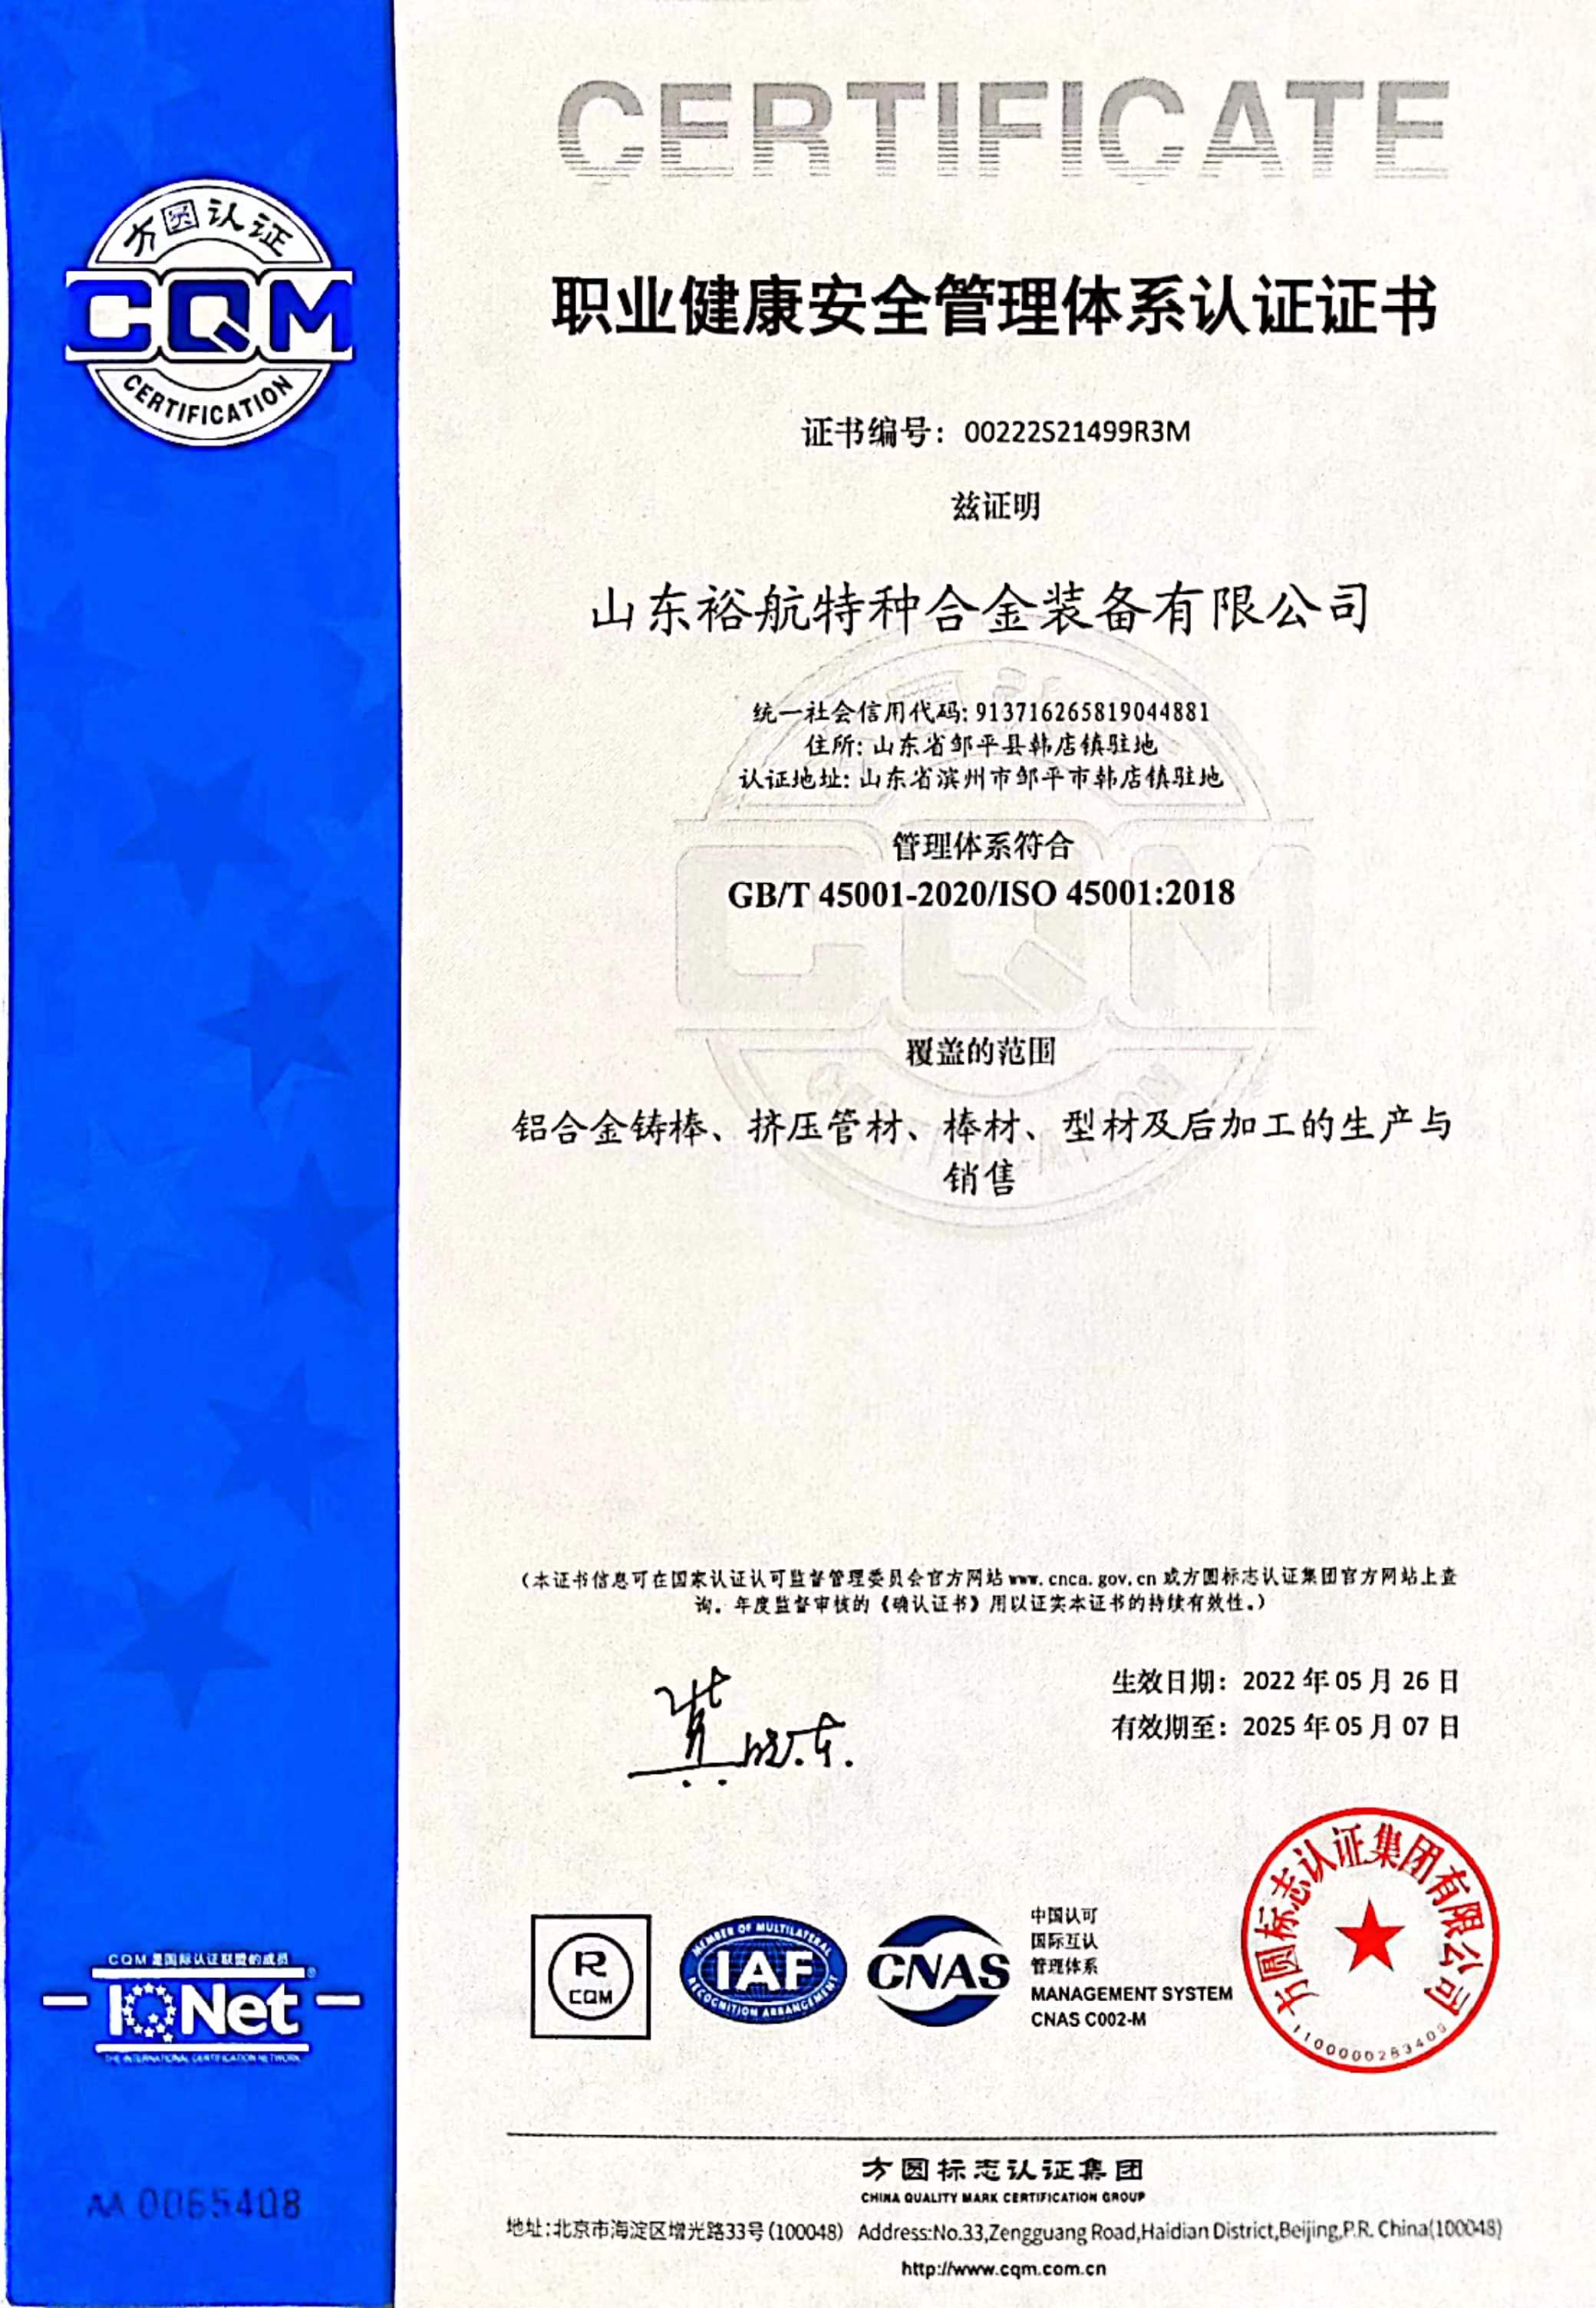 CERTIFICATE
方圆认证
CQM
CERTIFICATION
职业健康安全管理体系认证证书
证书编号：00222S21499R3M
兹证明
山东裕航特种合金装备有限公司
统一社会信用代码:913716265819044881
住所:山东省邹平县韩店镇驻地
认证地址:山东省滨州市邹平市韩店镇驻地
管理体系符合
GB/T 45001-2020/ISO 45001:2018
覆盖的范围
铝合金铸棒、挤压管材、棒材、型材及后加工的生产与
销售
（本证书信息可在国家认证认可监督管理委员会官方网站www.cnca.gov.cn或方圆标志认证集团官方网站上查
询。年度监督审核的《确认证书》用以证实本证书的持续有效性。）
生效日期：2022年05月26日
有效期至：2025年05月07日
R
CQM
MEMBER OF MULTILATERAL
IAF
RECOGNITION ARRANGEMENT
CNAS
中国认可
国际互认
管理体系
MANAGEMENT SYSTEM
CNAS C002-M
方圆标志认证集团有限公司
1100000283409
CQM 是国际认证联盟的成员
IQNet
®
THE INTERNATIONAL CERTIFICATION NETWORK
AA 0065408
方圆标志认证集团
CHINA QUALITY MARK CERTIFICATION GROUP
地址:北京市海淀区增光路33号(100048) Address:No.33,Zengguang Road,Haidian District,Beijing,P.R. China(100048)
http://www.cqm.com.cn